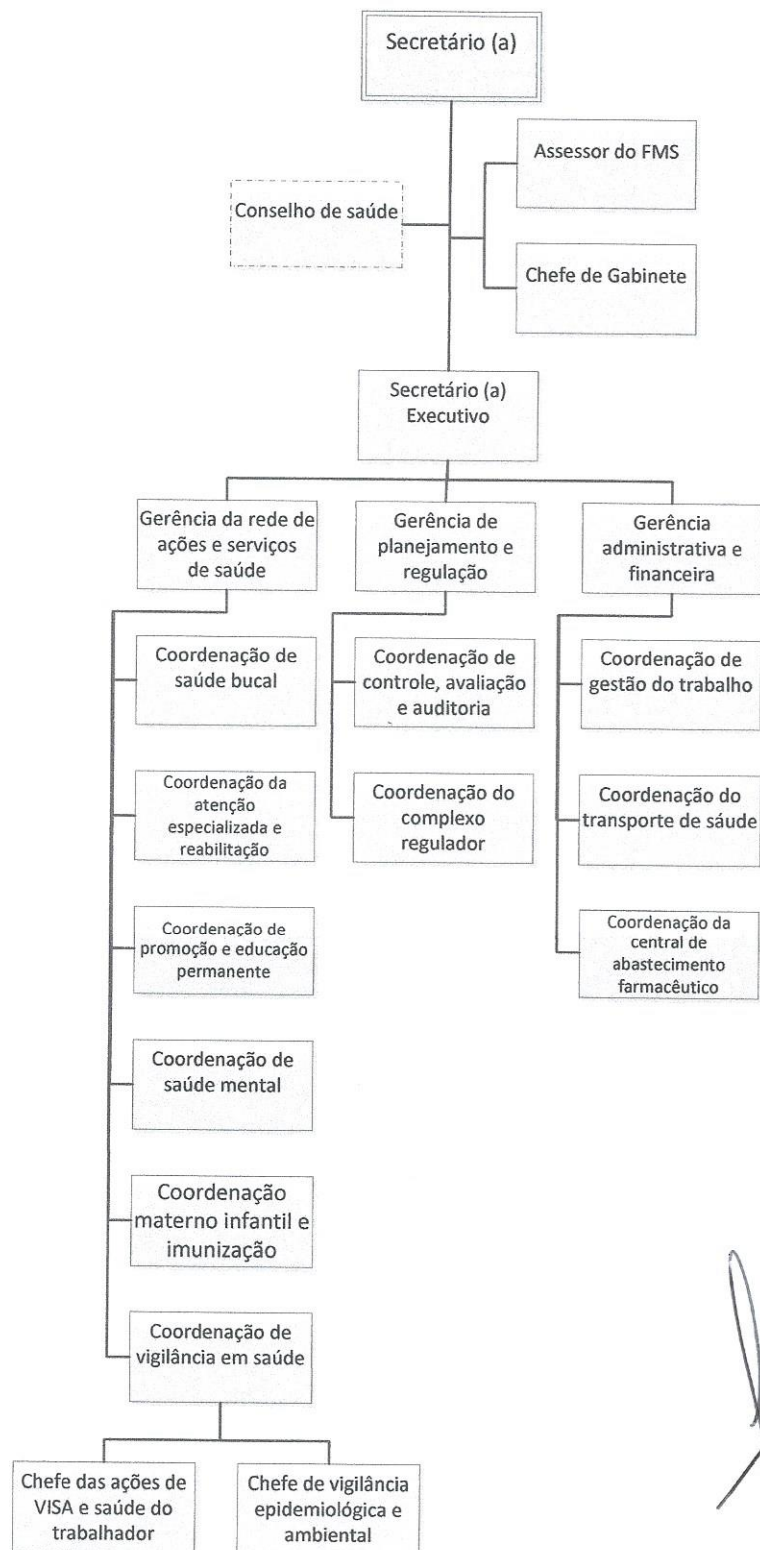 Secretário (a)
Assessor do FMS
Conselho de saúde
Chefe de Gabinete
Secretário (a)
Executivo
Gerência da rede de
ações e serviços
de saúde
Gerência de
planejamento e
regulação
Gerência
administrativa e
financeira
Coordenação de
saúde bucal
Coordenação de
controle, avaliação
e auditoria
Coordenação de
gestão do trabalho
Coordenação da
atenção
especializada e
reabilitação
Coordenação do
complexo
regulador
Coordenação do
transporte de sáude
Coordenação de
promoção e educação
permanente
Coordenação da
central de
abastecimento
farmacêutico
Coordenação de
saúde mental
Coordenação
materno infantil e
imunização
Coordenação de
vigilância em saúde
Chefe das ações de
VISA e saúde do
trabalhador
Chefe de vigilância
epidemiológica e
ambiental